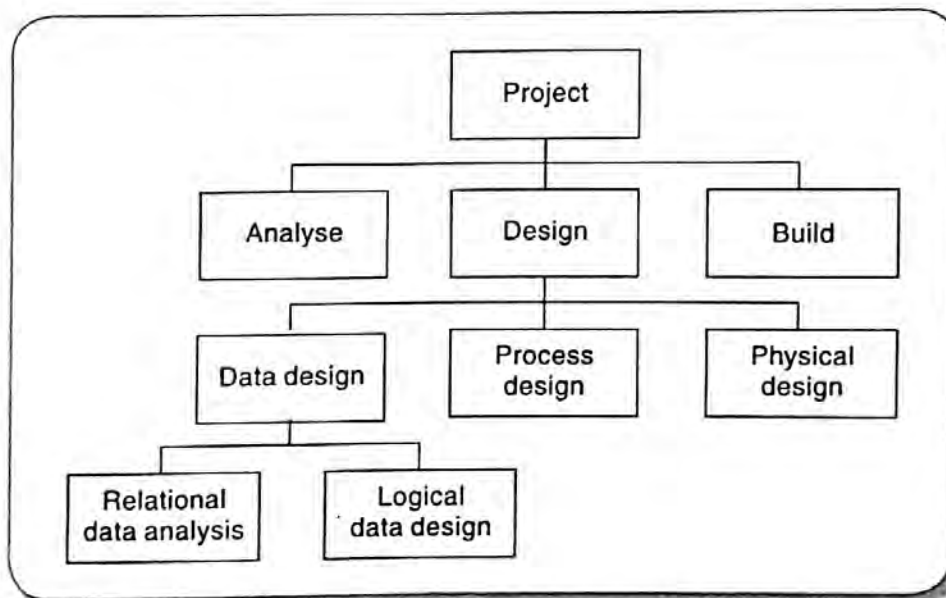 Project
Analyse
Design
Build
Data design
Process
design
Physical
design
Relational
data analysis
Logical
data design